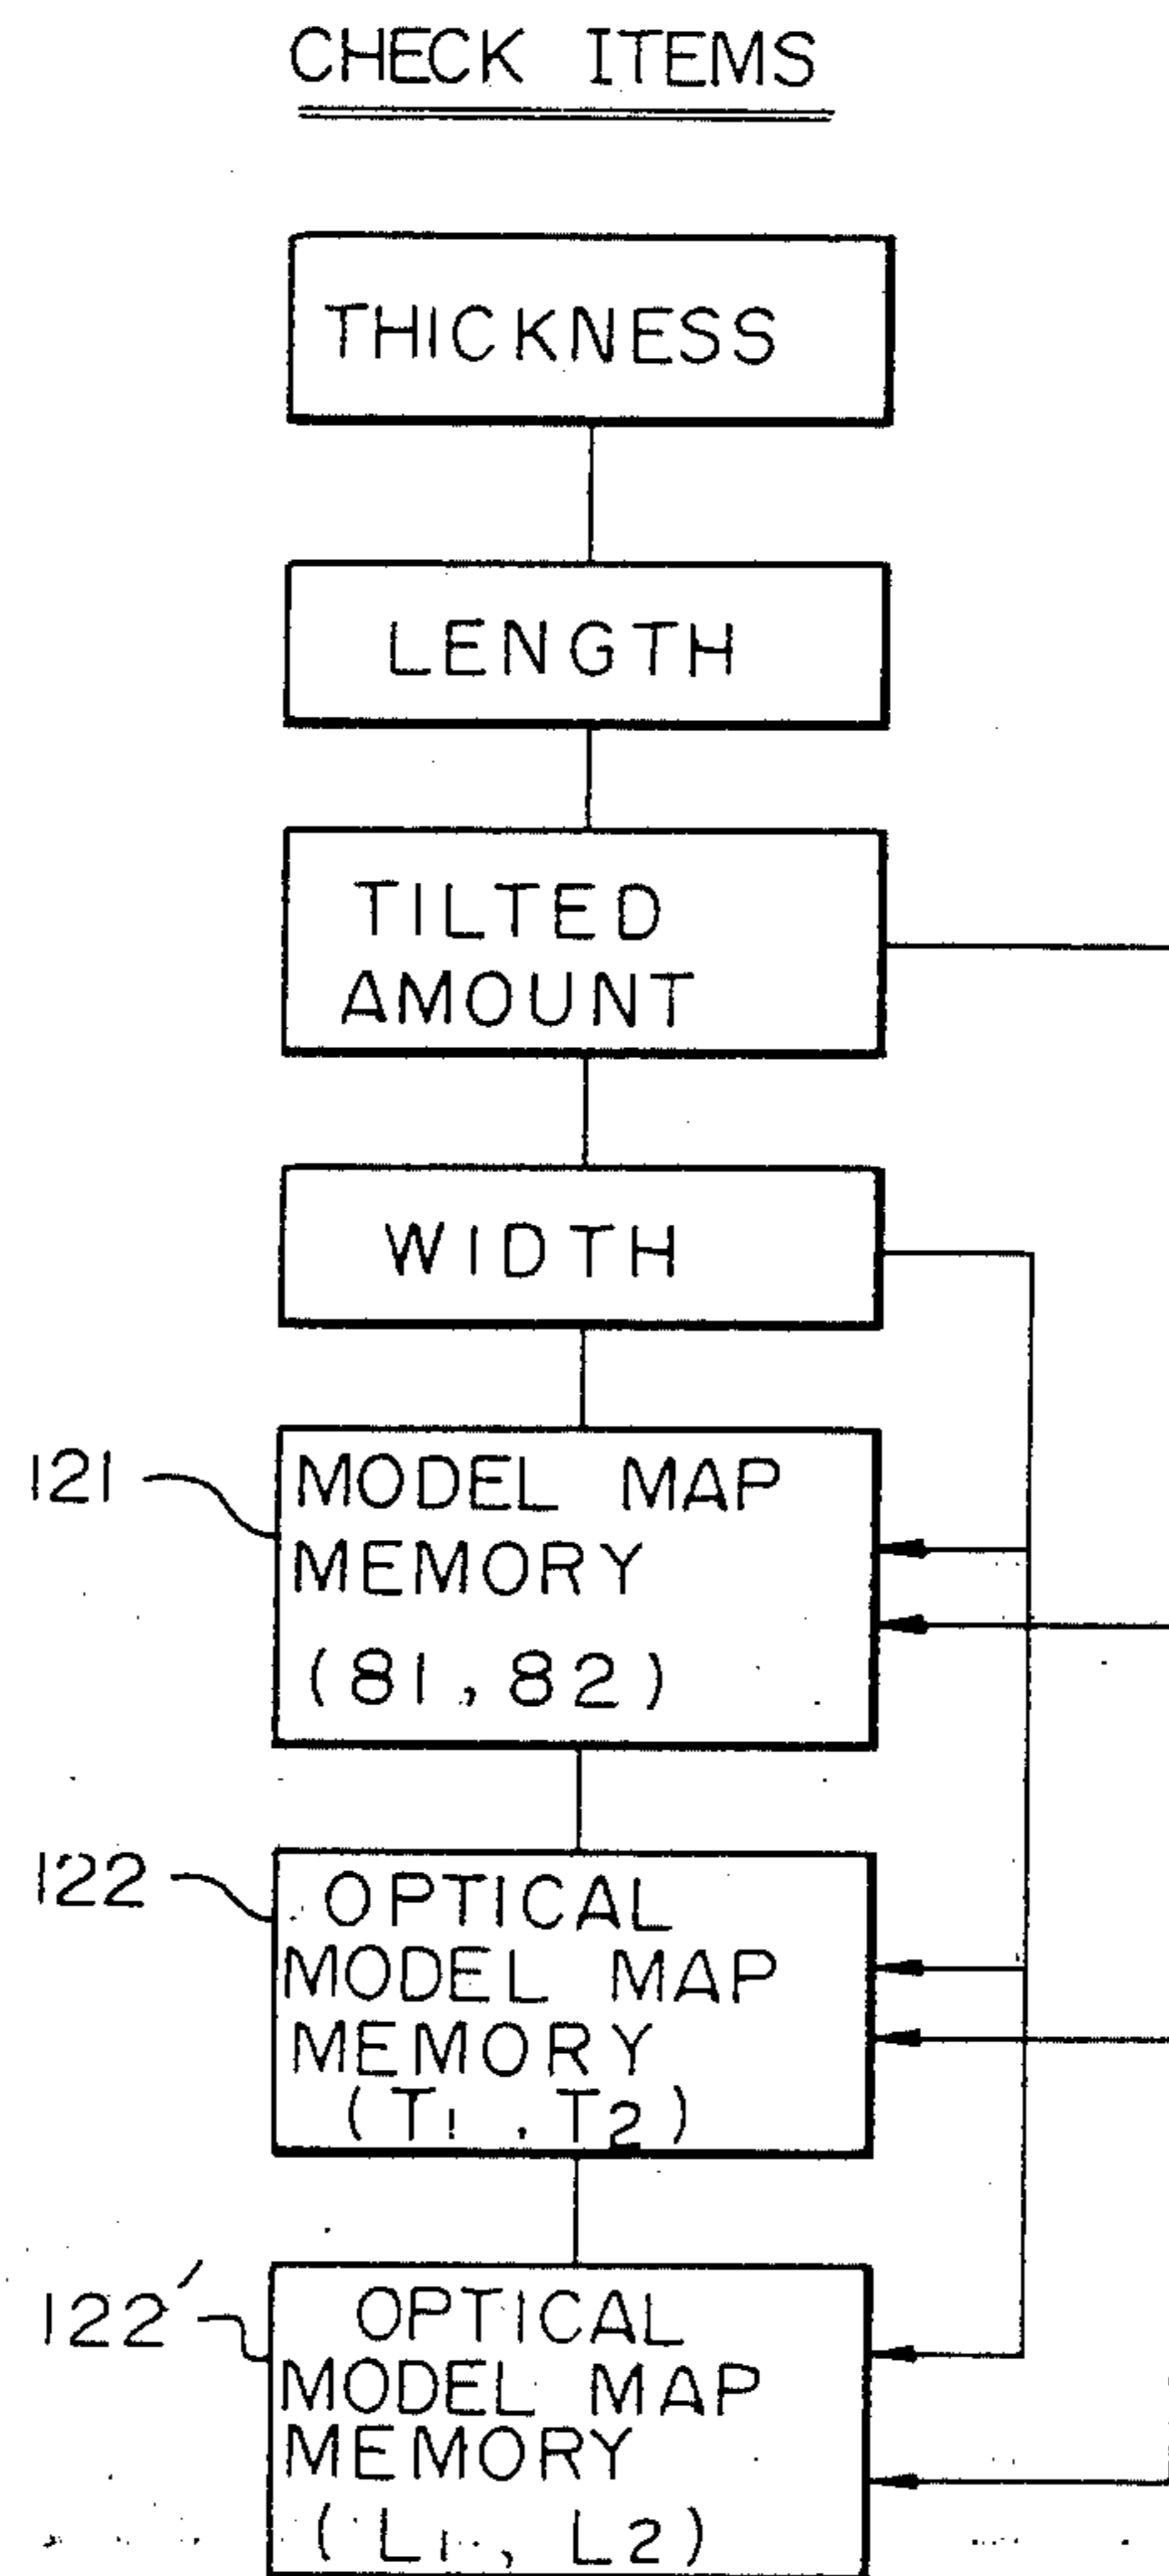 CHECK ITEMS
THICKNESS
LENGTH
TILTED
AMOUNT
WIDTH
121
MODEL MAP
MEMORY
(81, 82)
122
OPTICAL
MODEL MAP
MEMORY
(T1, T2)
122'
OPTICAL
MODEL MAP
MEMORY
(L1, L2)